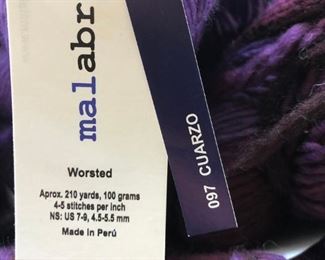 malabr
Worsted
Aprox. 210 yards, 100 grams
4-5 stitches per inch
NS: US 7-9, 4.5-5.5 mm
Made in Perú
097 CUARZO